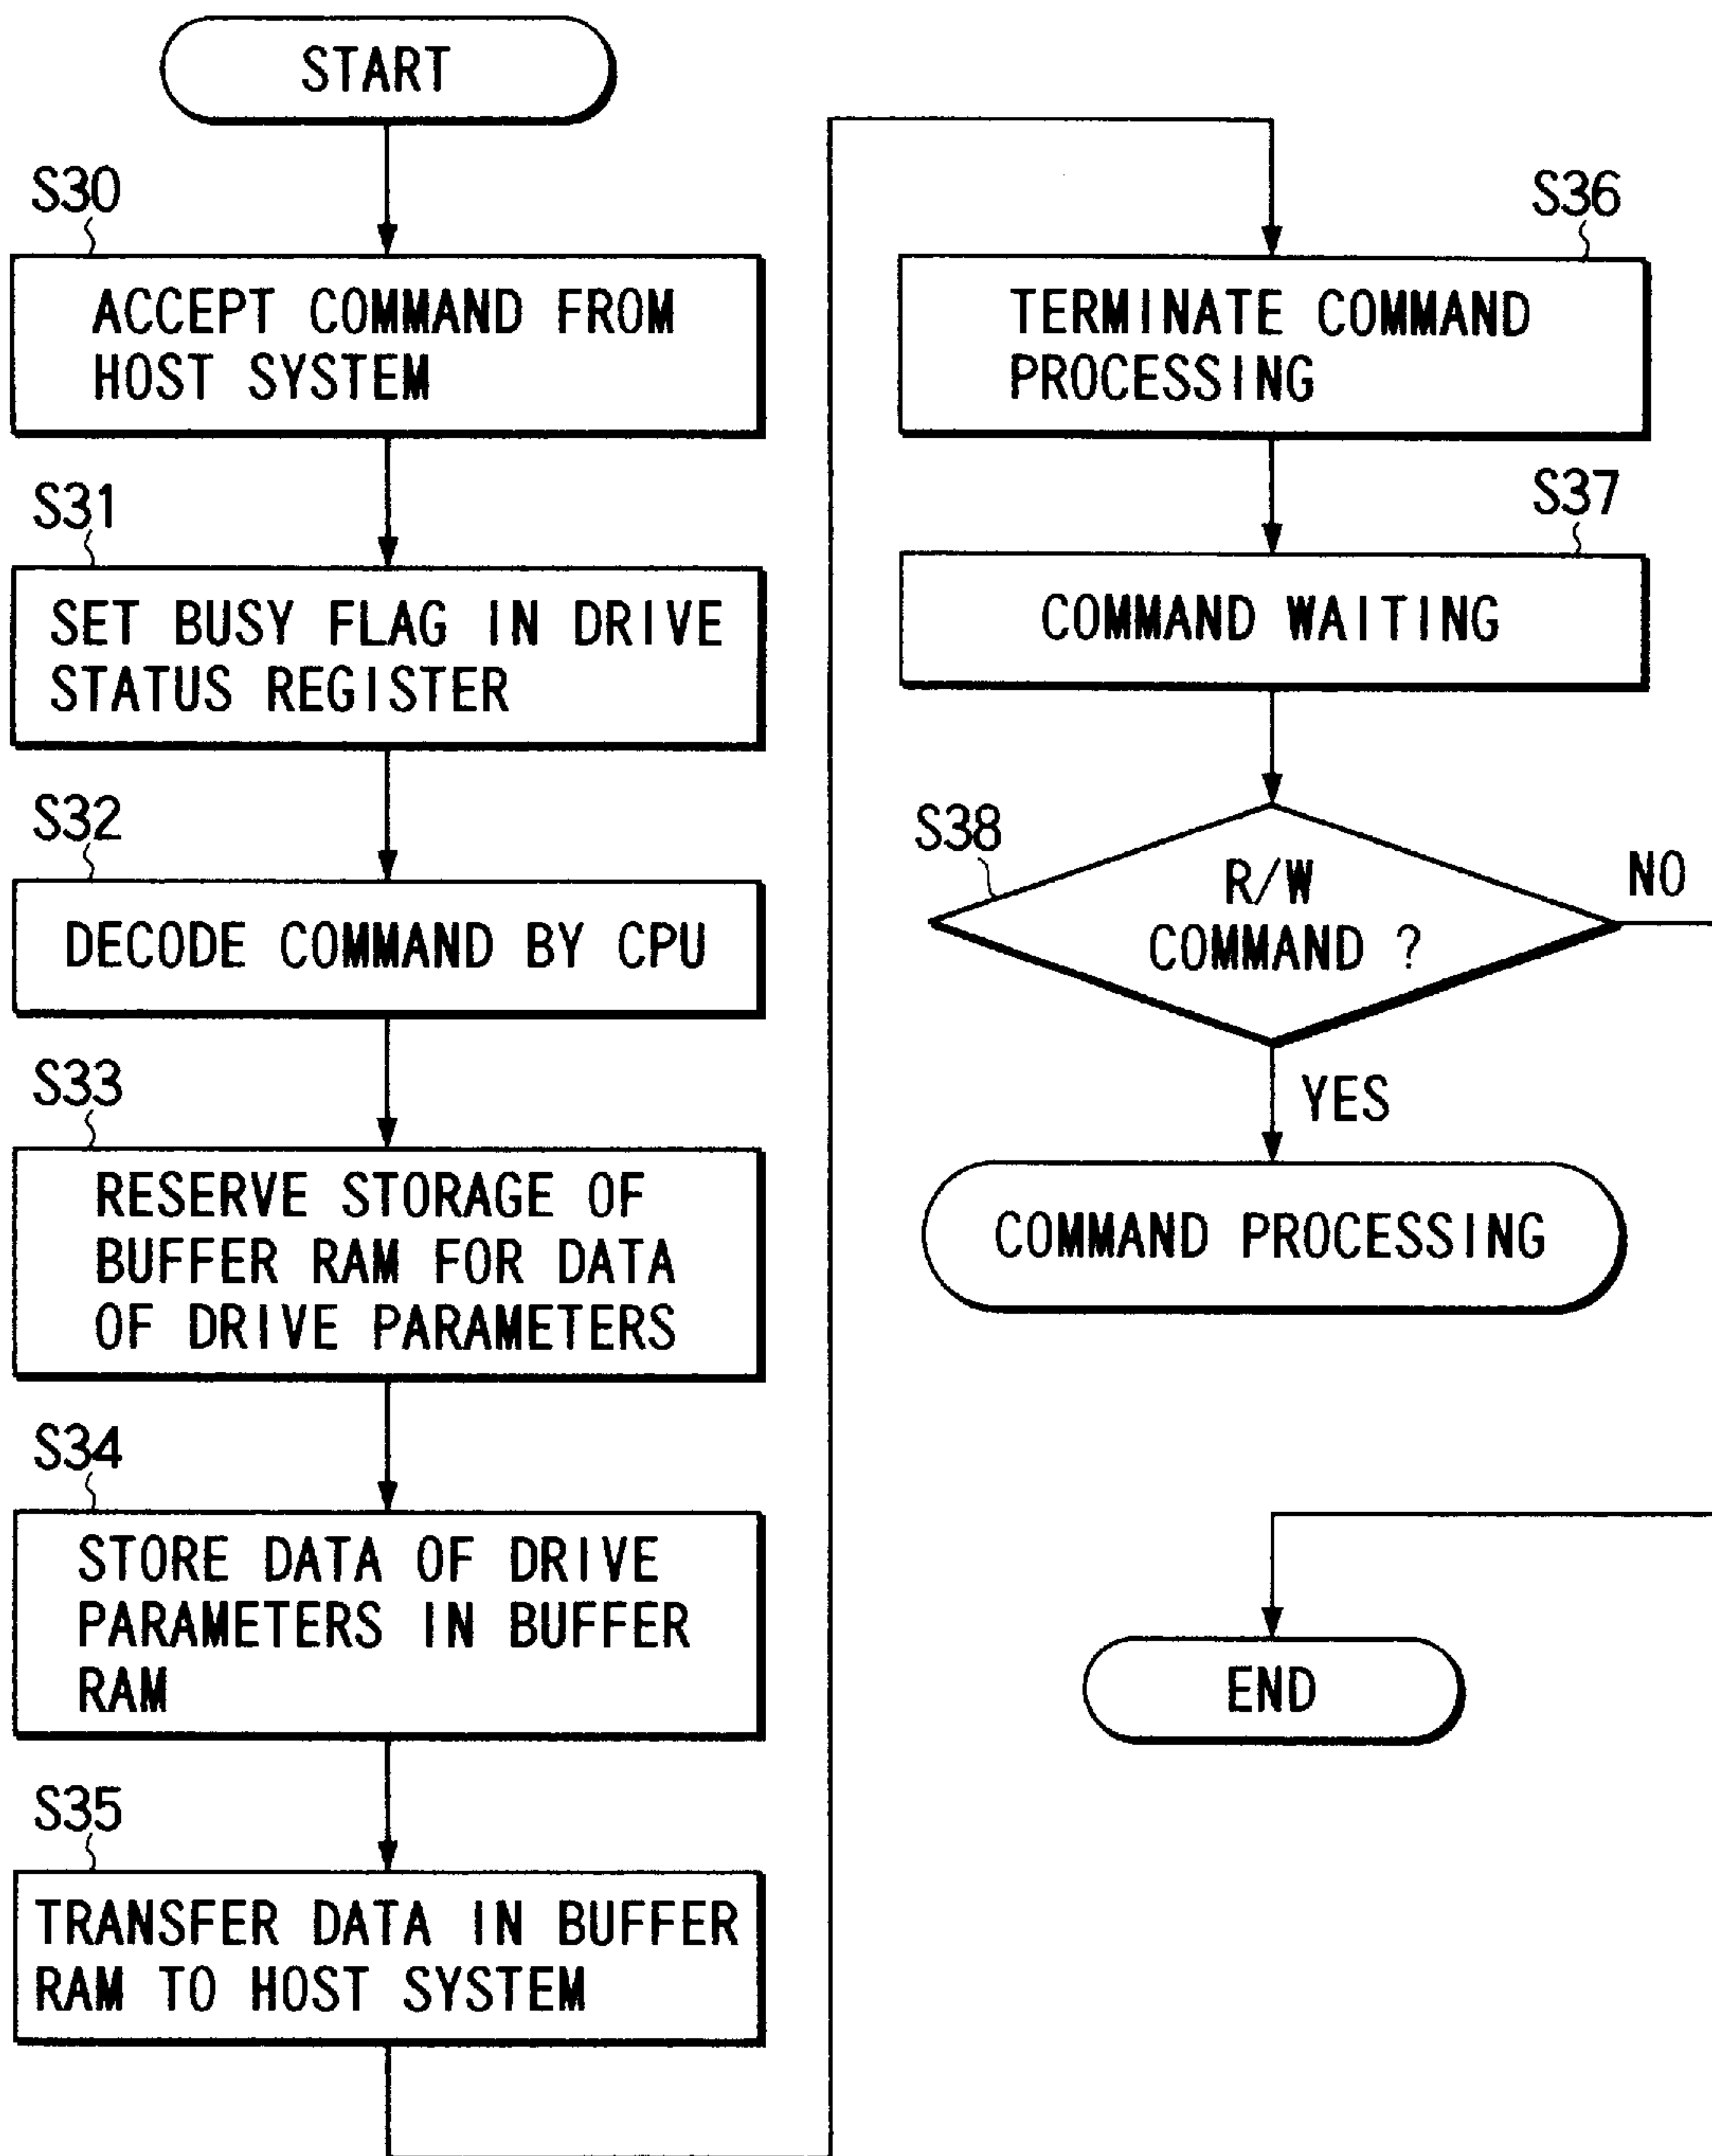 START
S30
ACCEPT COMMAND FROM
HOST SYSTEM
S31
SET BUSY FLAG IN DRIVE
STATUS REGISTER
S32
DECODE COMMAND BY CPU
S33
RESERVE STORAGE OF
BUFFER RAM FOR DATA
OF DRIVE PARAMETERS
S34
STORE DATA OF DRIVE
PARAMETERS IN BUFFER
RAM
S35
TRANSFER DATA IN BUFFER
RAM TO HOST SYSTEM
S36
TERMINATE COMMAND
PROCESSING
S37
COMMAND WAITING
S38
R/W
COMMAND ?
NO
YES
COMMAND PROCESSING
END